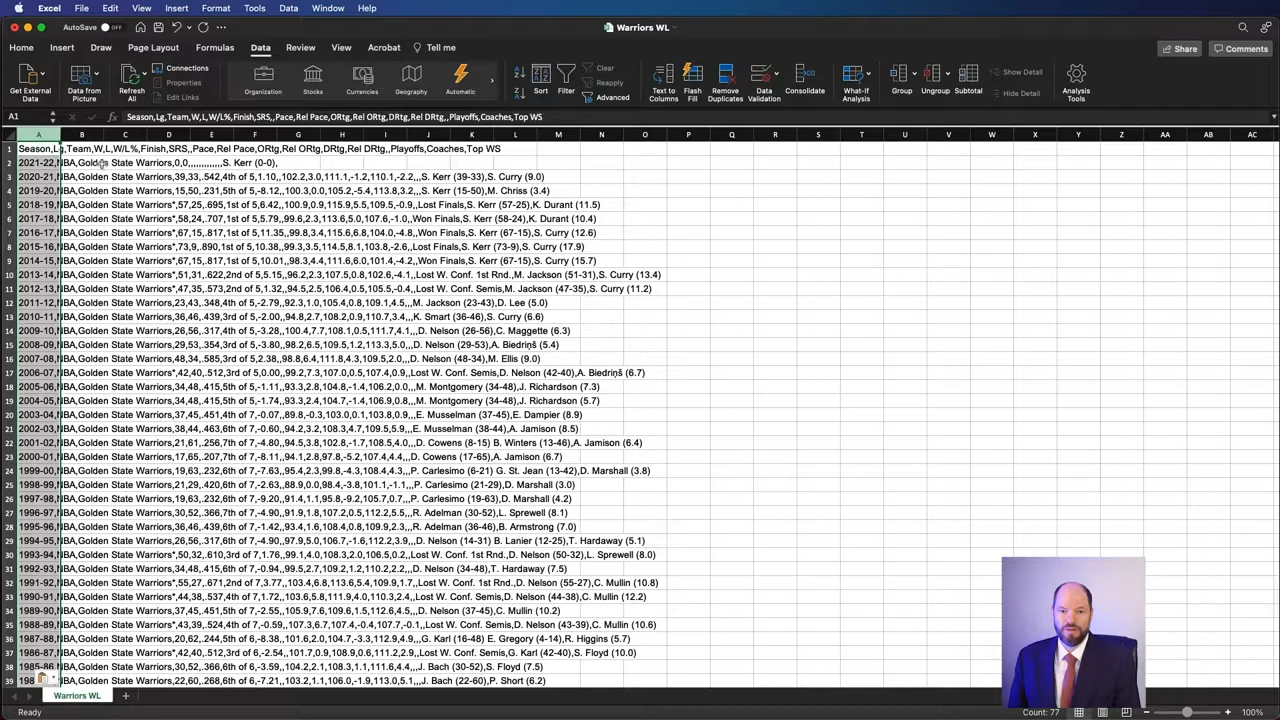 Excel File Edit View Insert Format Tools Data Window Help
AutoSave OFF Warriors WL
Home Insert Draw Page Layout Formulas Data Review View Acrobat Tell me Share Comments
Get External Data
Data from Picture
Refresh All
Connections
Properties
Edit Links
Organization Stocks Currencies Geography Automatic
Sort Filter
Clear
Reapply
Advanced
Text to Columns
Flash Fill
Remove Duplicates
Data Validation
Consolidate
What-If Analysis
Group Ungroup Subtotal
Show Detail
Hide Detail
Analysis Tools
A1 fx Season,Lg,Team,W,L,W/L%,Finish,SRS,,Pace,Rel Pace,ORtg,Rel ORtg,DRtg,Rel DRtg,,Playoffs,Coaches,Top WS
A B C D E F G H I J K L M N O P Q R S T U V W X Y Z AA AB AC
1 Season,Lg,Team,W,L,W/L%,Finish,SRS,,Pace,Rel Pace,ORtg,Rel ORtg,DRtg,Rel DRtg,,Playoffs,Coaches,Top WS
2 2021-22,NBA,Golden State Warriors,0,0,,,,,,,,,,,,,S. Kerr (0-0),
3 2020-21,NBA,Golden State Warriors,39,33,.542,4th of 5,1.10,,102.2,3.0,111.1,-1.2,110.1,-2.2,,,S. Kerr (39-33),S. Curry (9.0)
4 2019-20,NBA,Golden State Warriors,15,50,.231,5th of 5,-8.12,,100.3,0.0,105.2,-5.4,113.8,3.2,,,S. Kerr (15-50),M. Chriss (3.4)
5 2018-19,NBA,Golden State Warriors*,57,25,.695,1st of 5,6.42,,100.9,0.9,115.9,5.5,109.5,-0.9,,Lost Finals,S. Kerr (57-25),K. Durant (11.5)
6 2017-18,NBA,Golden State Warriors*,58,24,.707,1st of 5,5.79,,99.6,2.3,113.6,5.0,107.6,-1.0,,Won Finals,S. Kerr (58-24),K. Durant (10.4)
7 2016-17,NBA,Golden State Warriors*,67,15,.817,1st of 5,11.35,,99.8,3.4,115.6,6.8,104.0,-4.8,,Won Finals,S. Kerr (67-15),S. Curry (12.6)
8 2015-16,NBA,Golden State Warriors*,73,9,.890,1st of 5,10.38,,99.3,3.5,114.5,8.1,103.8,-2.6,,Lost Finals,S. Kerr (73-9),S. Curry (17.9)
9 2014-15,NBA,Golden State Warriors*,67,15,.817,1st of 5,10.01,,98.3,4.4,111.6,6.0,101.4,-4.2,,Won Finals,S. Kerr (67-15),S. Curry (15.7)
10 2013-14,NBA,Golden State Warriors*,51,31,.622,2nd of 5,5.15,,96.2,2.3,107.5,0.8,102.6,-4.1,,Lost W. Conf. 1st Rnd.,M. Jackson (51-31),S. Curry (13.4)
11 2012-13,NBA,Golden State Warriors*,47,35,.573,2nd of 5,1.32,,94.5,2.5,106.4,0.5,105.5,-0.4,,Lost W. Conf. Semis,M. Jackson (47-35),S. Curry (11.2)
12 2011-12,NBA,Golden State Warriors,23,43,.348,4th of 5,-2.79,,92.3,1.0,105.4,0.8,109.1,4.5,,,M. Jackson (23-43),D. Lee (5.0)
13 2010-11,NBA,Golden State Warriors,36,46,.439,3rd of 5,-2.00,,94.8,2.7,108.2,0.9,110.7,3.4,,,K. Smart (36-46),S. Curry (6.6)
14 2009-10,NBA,Golden State Warriors,26,56,.317,4th of 5,-3.28,,100.4,7.7,108.1,0.5,111.7,4.1,,,D. Nelson (26-56),C. Maggette (6.3)
15 2008-09,NBA,Golden State Warriors,29,53,.354,3rd of 5,-3.80,,98.2,6.5,109.5,1.2,113.3,5.0,,,D. Nelson (29-53),A. Biedriņš (5.4)
16 2007-08,NBA,Golden State Warriors,48,34,.585,3rd of 5,2.38,,98.8,6.4,111.8,4.3,109.5,2.0,,,D. Nelson (48-34),M. Ellis (9.0)
17 2006-07,NBA,Golden State Warriors*,42,40,.512,3rd of 5,0.00,,99.2,7.3,107.0,0.5,107.4,0.9,,Lost W. Conf. Semis,D. Nelson (42-40),A. Biedriņš (6.7)
18 2005-06,NBA,Golden State Warriors,34,48,.415,5th of 5,-1.11,,93.3,2.8,104.8,-1.4,106.2,0.0,,,M. Montgomery (34-48),J. Richardson (7.3)
19 2004-05,NBA,Golden State Warriors,34,48,.415,5th of 5,-1.74,,93.3,2.4,104.7,-1.4,106.9,0.8,,,M. Montgomery (34-48),J. Richardson (5.7)
20 2003-04,NBA,Golden State Warriors,37,45,.451,4th of 7,-0.07,,89.8,-0.3,103.0,0.1,103.8,0.9,,,E. Musselman (37-45),E. Dampier (8.9)
21 2002-03,NBA,Golden State Warriors,38,44,.463,6th of 7,-0.60,,94.2,3.2,108.3,4.7,109.5,5.9,,,E. Musselman (38-44),A. Jamison (8.5)
22 2001-02,NBA,Golden State Warriors,21,61,.256,7th of 7,-4.80,,94.5,3.8,102.8,-1.7,108.5,4.0,,,D. Cowens (8-15) B. Winters (13-46),A. Jamison (6.4)
23 2000-01,NBA,Golden State Warriors,17,65,.207,7th of 7,-8.11,,94.1,2.8,97.8,-5.2,107.4,4.4,,,D. Cowens (17-65),A. Jamison (6.7)
24 1999-00,NBA,Golden State Warriors,19,63,.232,6th of 7,-7.63,,95.4,2.3,99.8,-4.3,108.4,4.3,,,P. Carlesimo (6-21) G. St. Jean (13-42),D. Marshall (3.8)
25 1998-99,NBA,Golden State Warriors,21,29,.420,6th of 7,-2.63,,88.9,0.0,98.4,-3.8,101.1,-1.1,,,P. Carlesimo (21-29),D. Marshall (3.0)
26 1997-98,NBA,Golden State Warriors,19,63,.232,6th of 7,-9.20,,91.4,1.1,95.8,-9.2,105.7,0.7,,,P. Carlesimo (19-63),D. Marshall (4.2)
27 1996-97,NBA,Golden State Warriors,30,52,.366,7th of 7,-4.90,,91.9,1.8,107.2,0.5,112.2,5.5,,,R. Adelman (30-52),L. Sprewell (8.1)
28 1995-96,NBA,Golden State Warriors,36,46,.439,6th of 7,-1.42,,93.4,1.6,108.4,0.8,109.9,2.3,,,R. Adelman (36-46),B. Armstrong (7.0)
29 1994-95,NBA,Golden State Warriors,26,56,.317,6th of 7,-4.90,,97.9,5.0,106.7,-1.6,112.2,3.9,,,D. Nelson (14-31) B. Lanier (12-25),T. Hardaway (5.1)
30 1993-94,NBA,Golden State Warriors*,50,32,.610,3rd of 7,1.76,,99.1,4.0,108.3,2.0,106.5,0.2,,Lost W. Conf. 1st Rnd.,D. Nelson (50-32),L. Sprewell (8.0)
31 1992-93,NBA,Golden State Warriors,34,48,.415,6th of 7,-0.94,,99.5,2.7,109.2,1.2,110.2,2.2,,,D. Nelson (34-48),T. Hardaway (7.5)
32 1991-92,NBA,Golden State Warriors*,55,27,.671,2nd of 7,3.77,,103.4,6.8,113.6,5.4,109.7,1.5,,Lost W. Conf. 1st Rnd.,D. Nelson (55-27),C. Mullin (10.8)
33 1990-91,NBA,Golden State Warriors*,44,38,.537,4th of 7,1.72,,103.6,5.8,111.9,4.0,110.3,2.4,,Lost W. Conf. Semis,D. Nelson (44-38),C. Mullin (12.2)
34 1989-90,NBA,Golden State Warriors,37,45,.451,5th of 7,-2.55,,105.9,7.6,109.6,1.5,112.6,4.5,,,D. Nelson (37-45),C. Mullin (10.2)
35 1988-89,NBA,Golden State Warriors*,43,39,.524,4th of 7,-0.59,,107.3,6.7,107.4,-0.4,107.7,-0.1,,Lost W. Conf. Semis,D. Nelson (43-39),C. Mullin (10.6)
36 1987-88,NBA,Golden State Warriors,20,62,.244,5th of 6,-8.38,,101.6,2.0,104.7,-3.3,112.9,4.9,,,G. Karl (16-48) E. Gregory (4-14),R. Higgins (5.7)
37 1986-87,NBA,Golden State Warriors*,42,40,.512,3rd of 6,-2.54,,101.7,0.9,108.9,0.6,111.2,2.9,,Lost W. Conf. Semis,G. Karl (42-40),S. Floyd (10.0)
38 1985-86,NBA,Golden State Warriors,30,52,.366,6th of 6,-3.59,,104.2,2.1,108.3,1.1,111.4,4.2,,,J. Bach (30-52),S. Floyd (7.5)
39 Golden State Warriors,22,60,.268,6th of 6,-7.21,,103.2,1.1,106.0,-1.9,113.0,5.1,,,J. Bach (22-60),P. Short (6.2)
Warriors WL
Ready Count: 77 100%